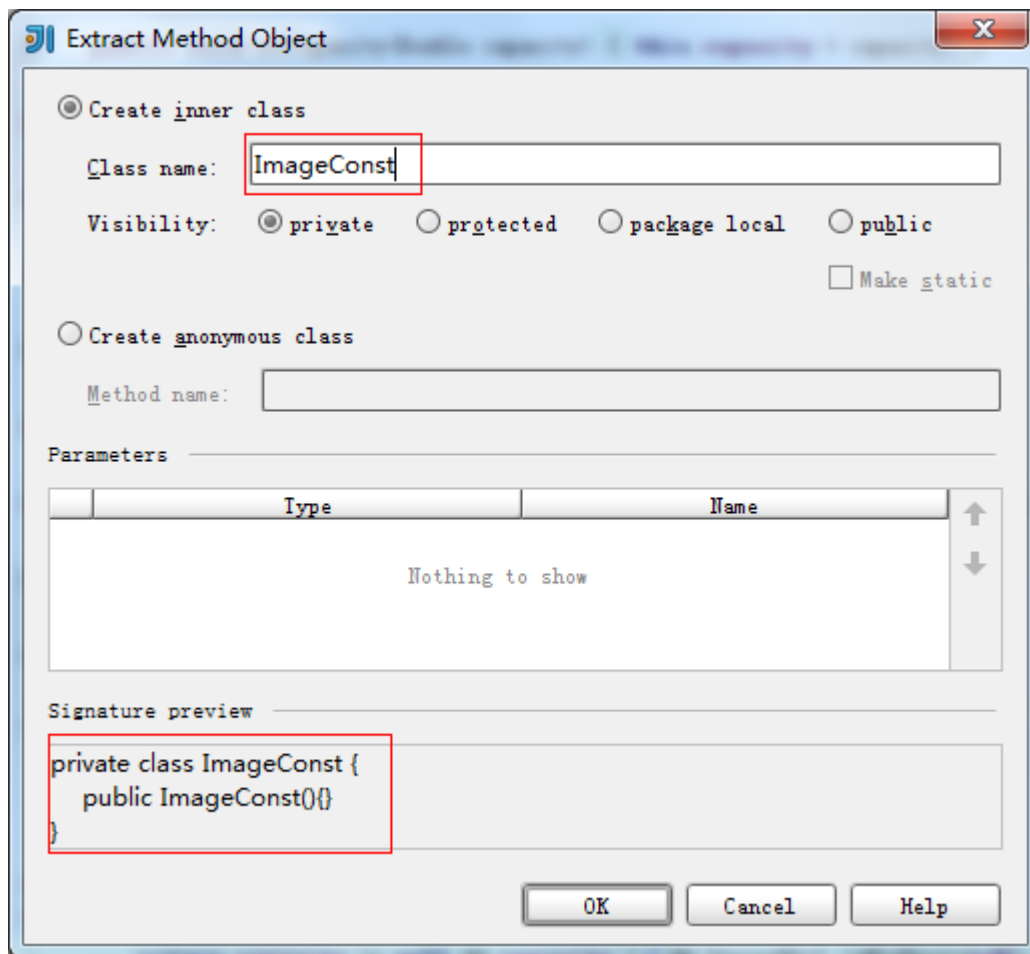 Extract Method Object
Create inner class
Class name: ImageConst
Visibility: private protected package local public
Make static
Create anonymous class
Method name:
Parameters
Type Name
Nothing to show
Signature preview
private class ImageConst {
public ImageConst(){}
}
OK Cancel Help